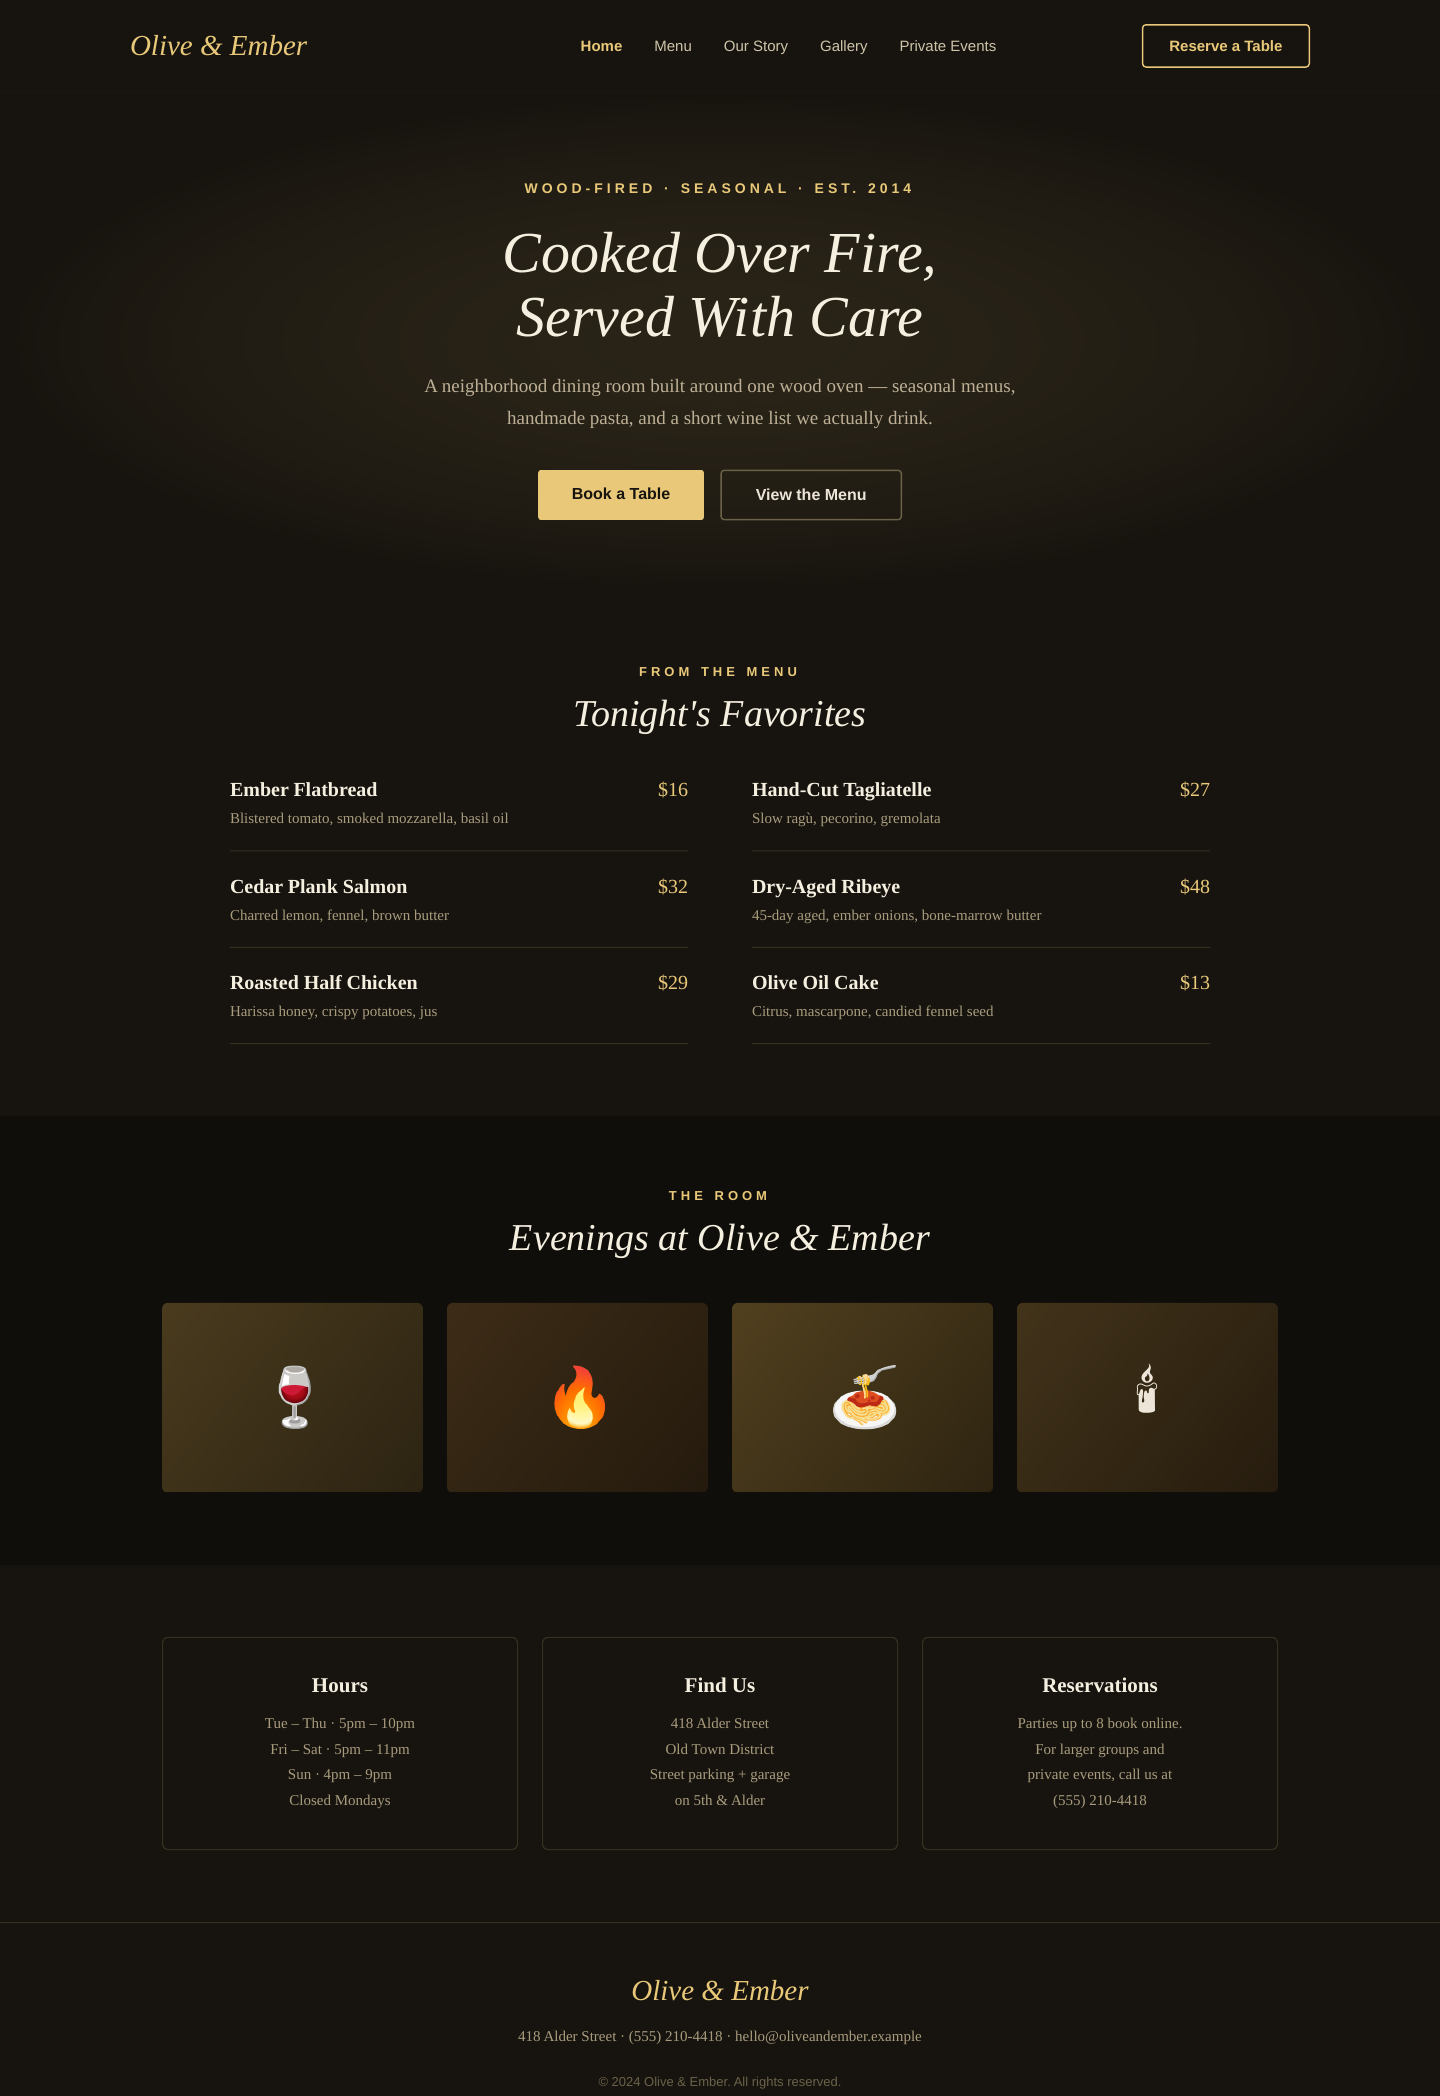 Olive & Ember
Home
Menu
Our Story
Gallery
Private Events
Reserve a Table
WOOD-FIRED · SEASONAL · EST. 2014
Cooked Over Fire,
Served With Care
A neighborhood dining room built around one wood oven — seasonal menus,
handmade pasta, and a short wine list we actually drink.
Book a Table
View the Menu
FROM THE MENU
Tonight's Favorites
Ember Flatbread $16
Blistered tomato, smoked mozzarella, basil oil
Hand-Cut Tagliatelle $27
Slow ragù, pecorino, gremolata
Cedar Plank Salmon $32
Charred lemon, fennel, brown butter
Dry-Aged Ribeye $48
45-day aged, ember onions, bone-marrow butter
Roasted Half Chicken $29
Harissa honey, crispy potatoes, jus
Olive Oil Cake $13
Citrus, mascarpone, candied fennel seed
THE ROOM
Evenings at Olive & Ember
Hours
Tue – Thu · 5pm – 10pm
Fri – Sat · 5pm – 11pm
Sun · 4pm – 9pm
Closed Mondays
Find Us
418 Alder Street
Old Town District
Street parking + garage
on 5th & Alder
Reservations
Parties up to 8 book online.
For larger groups and
private events, call us at
(555) 210-4418
Olive & Ember
418 Alder Street · (555) 210-4418 · hello@oliveandember.example
© 2024 Olive & Ember. All rights reserved.